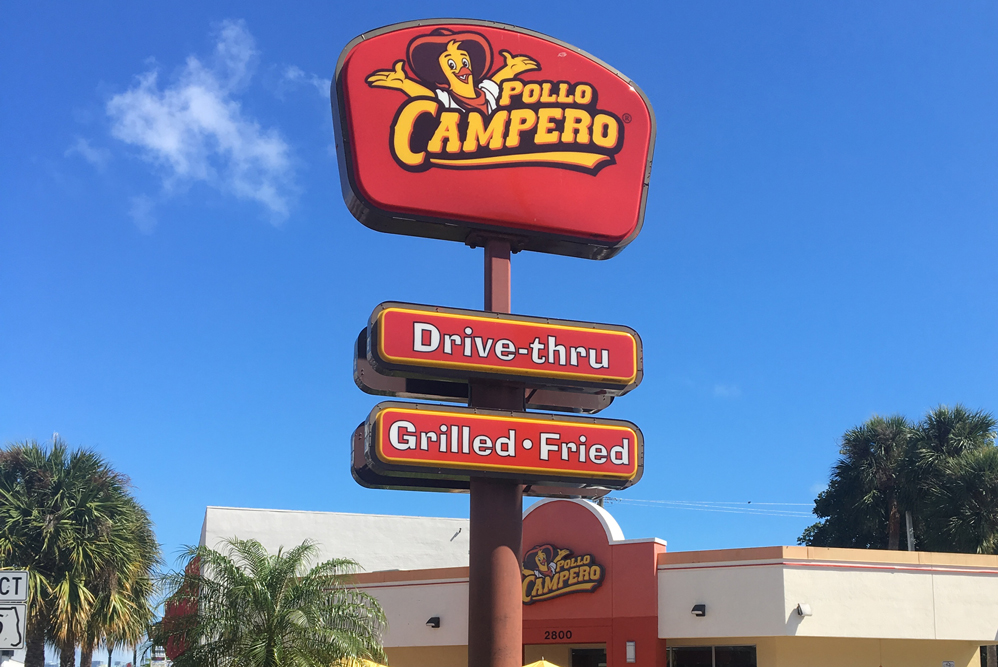 POLLO
CAMPERO®
Drive-thru
Grilled•Fried
POLLO
CAMPERO
2800
CT